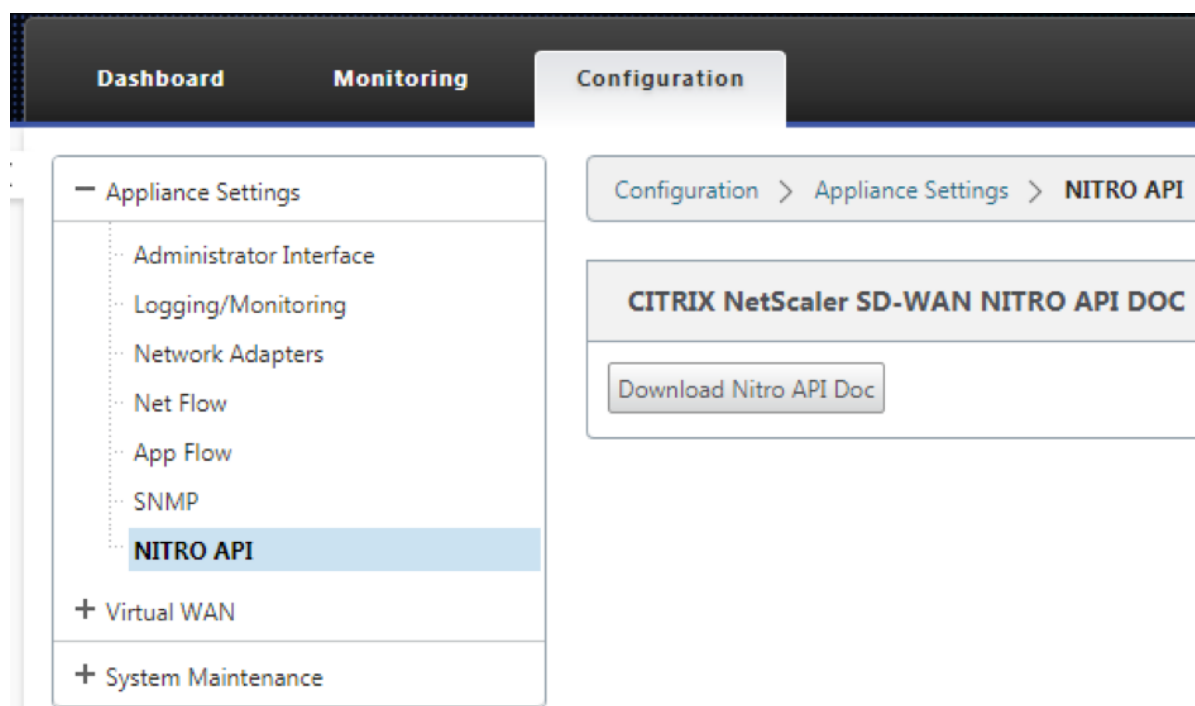 Dashboard Monitoring Configuration
Appliance Settings
Administrator Interface
Logging/Monitoring
Network Adapters
Net Flow
App Flow
SNMP
NITRO API
Virtual WAN
System Maintenance
Configuration > Appliance Settings > NITRO API
CITRIX NetScaler SD-WAN NITRO API DOC
Download Nitro API Doc